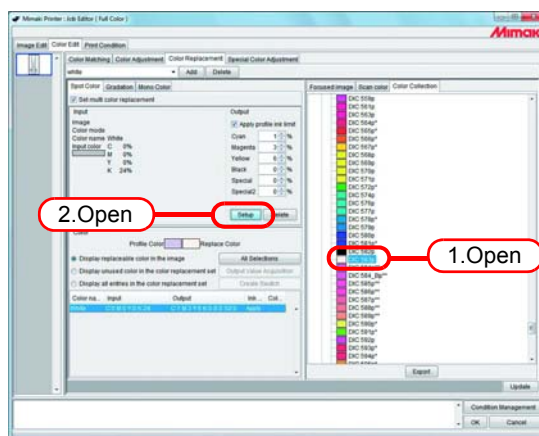 Mimaki Printer : Job Editor ( Full Color )
Mimaki
Image Edit Color Edit Print Condition
Color Matching Color Adjustment Color Replacement Special Color Adjustment
white Add Delete
Spot Color Gradation Mono Color
Set multi color replacement
Input Output
Image Apply profile ink limit
Color mode Cyan 1 %
Color name White Magenta 3 %
Input color C 0% Yellow 6 %
M 0% Black 0 %
Y 0% Special 0 %
K 24% Special2 0 %
2.Open Setup Delete
Color
Profile Color Replace Color
Display replaceable color in the image All Selections
Display unused color in the color replacement set Output value Acquisition
Display all entries in the color replacement set Create Swatch
Color na... Input Output Ink ... Col...
White Apply
Focused image Scan color Color Collection
DIC 559p
DIC 561p
DIC 563p
DIC 564p*
DIC 565p*
DIC 566p*
DIC 567p*
DIC 568p
DIC 569p
DIC 570p
DIC 571p
DIC 572p*
DIC 574p
DIC 576p
DIC 577p
DIC 578p*
DIC 579p
DIC 580p
DIC 581p*
DIC 582p
DIC 583p
1.Open
DIC 584_Bp**
DIC 585p**
DIC 586p**
DIC 587p**
DIC 588p**
DIC 589p**
DIC 590p*
DIC 591p*
DIC 592p
DIC 593p*
DIC 594p*
Export
Update
Condition Management
OK Cancel